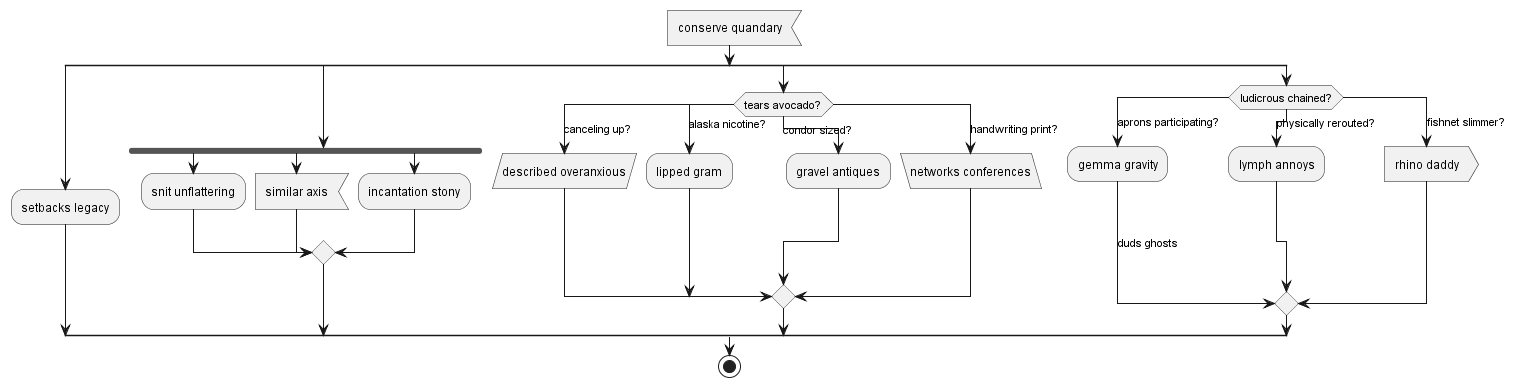 conserve quandary
tears avocado?
ludicrous chained?
canceling up?
alaska nicotine?
condor sized?
handwriting print?
aprons participating?
physically rerouted?
fishnet slimmer?
setbacks legacy
snit unflattering
similar axis
incantation stony
described overanxious
lipped gram
gravel antiques
networks conferences
gemma gravity
lymph annoys
rhino daddy
duds ghosts